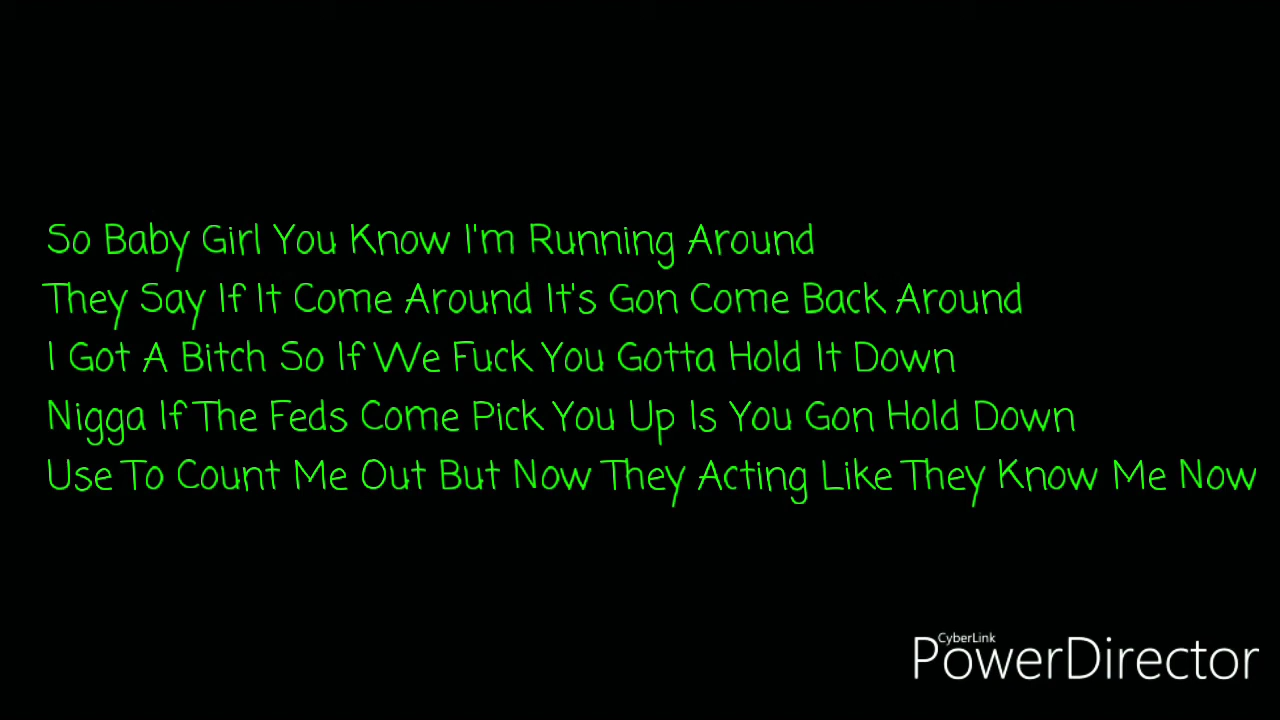 So Baby Girl You Know I'm Running Around
They Say If It Come Around It's Gon Come Back Around
I Got A Bitch So If We Fuck You Gotta Hold It Down
Nigga If The Feds Come Pick You Up Is You Gon Hold Down
Use To Count Me Out But Now They Acting Like They Know Me Now
CyberLink
PowerDirector